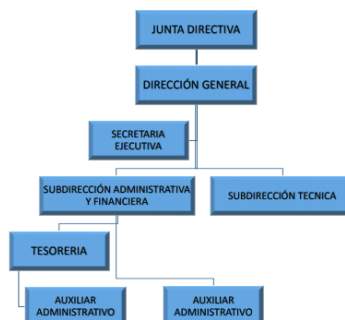 JUNTA DIRECTIVA
DIRECCIÓN GENERAL
SECRETARIA
EJECUTIVA
SUBDIRECCIÓN ADMINISTRATIVA
Y FINANCIERA
SUBDIRECCIÓN TECNICA
TESORERIA
AUXILIAR
ADMINISTRATIVO
AUXILIAR
ADMINISTRATIVO